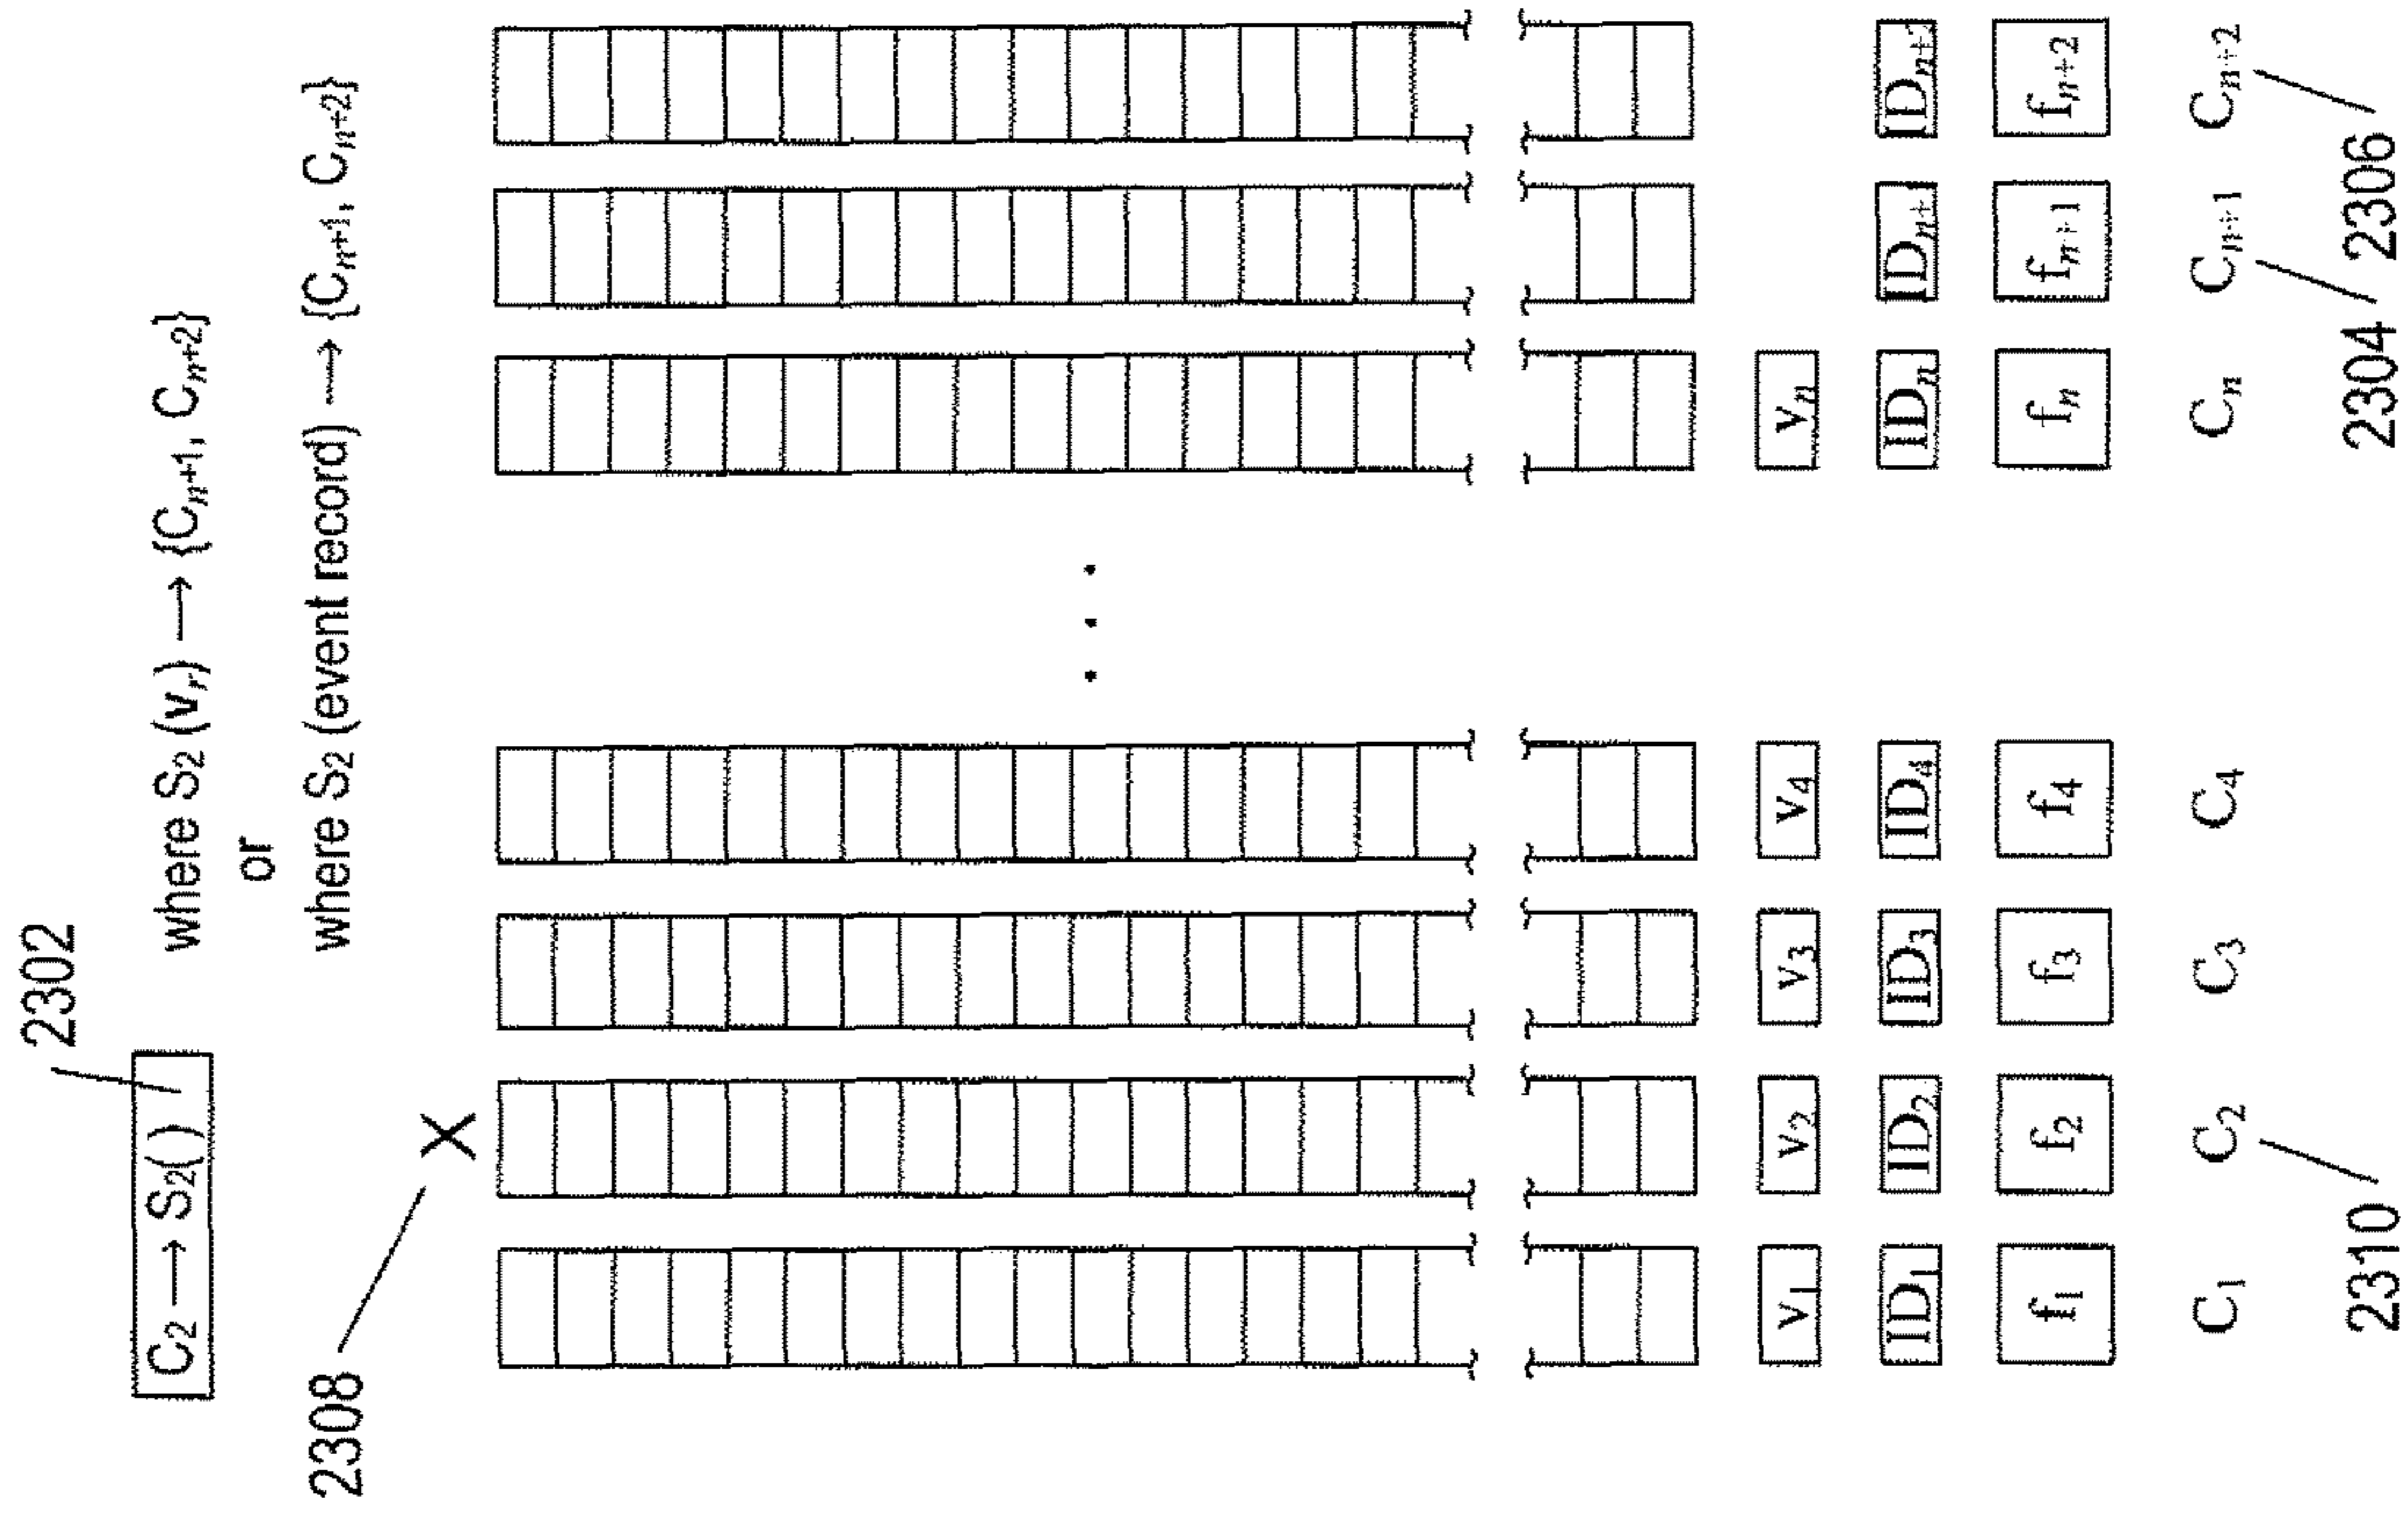 2302
C₂ → S₂( ) where S₂ (vᵣ) → {Cₙ₊₁, Cₙ₊₂}
or
where S₂ (event record) → {Cₙ₊₁, Cₙ₊₂}
2308
X
v₁ v₂ v₃ v₄ vₙ
ID₁ ID₂ ID₃ ID₄ IDₙ IDₙ₊₁
f₁ f₂ f₃ f₄ fₙ fₙ₊₁ fₙ₊₂
C₁ C₂ C₃ C₄ Cₙ Cₙ₊₁ Cₙ₊₂
2310 2304 2306